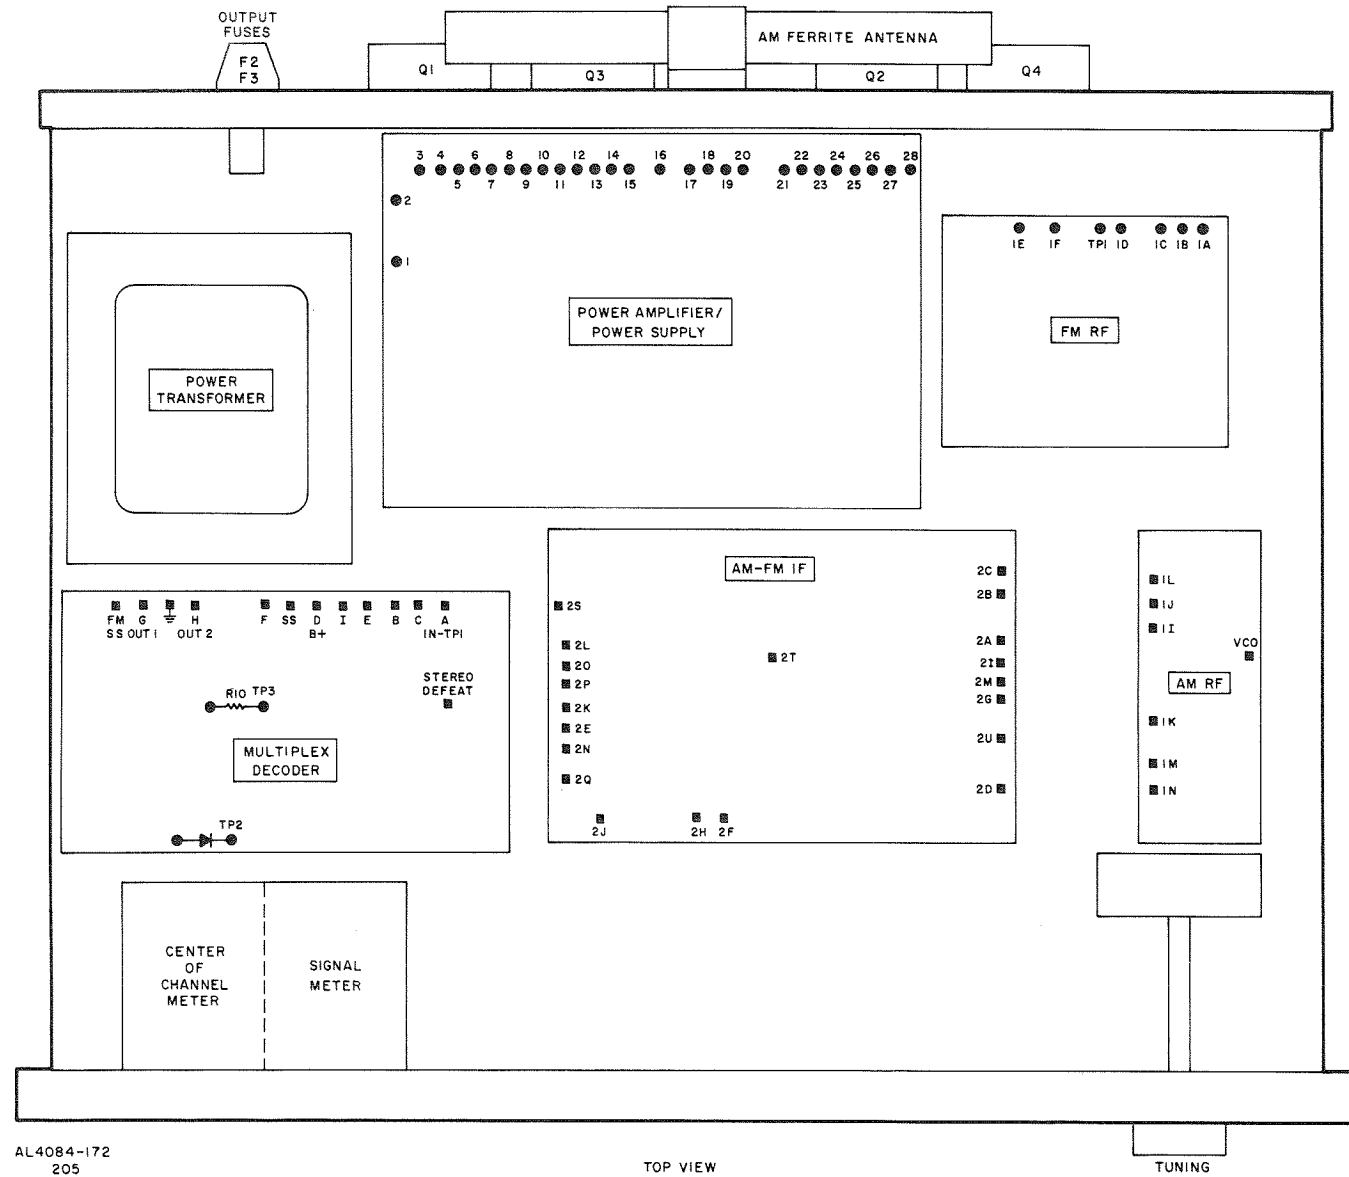 OUTPUT
FUSES
F2
F3
Q1
Q3
AM FERRITE ANTENNA
Q2
Q4
3 4 6 8 10 12 14 16 18 20 22 24 26 28
5 7 9 11 13 15 17 19 21 23 25 27
2
1
1E 1F TP1 1D 1C 1B 1A
POWER AMPLIFIER/
POWER SUPPLY
FM RF
POWER
TRANSFORMER
AM-FM IF
2C
2B
2S
2A
2L
2T
2I
2O
2M
2P
2G
2K
2E
2U
2N
2Q
2D
2J 2H 2F
1L
1J
1I
VCO
AM RF
1K
1M
1N
FM G H F SS D I E B C A
SS OUT 1 OUT 2 B+ IN-TP1
STEREO
DEFEAT
R10 TP3
MULTIPLEX
DECODER
TP2
CENTER
OF
CHANNEL
METER
SIGNAL
METER
AL4084-172
205
TOP VIEW
TUNING